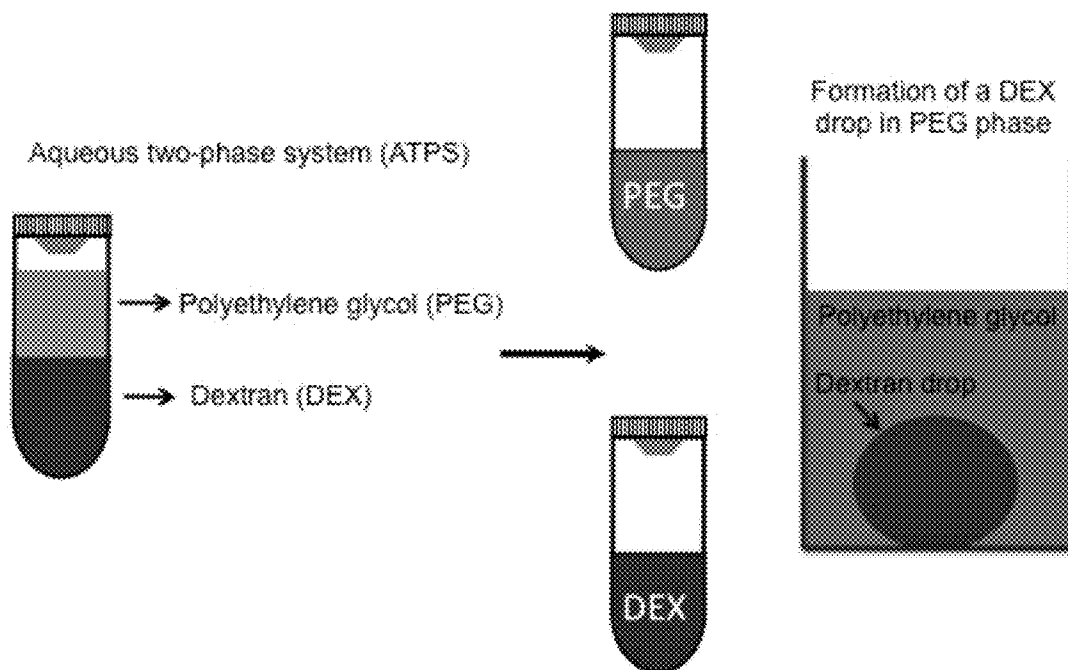 Aqueous two-phase system (ATPS)
Polyethylene glycol (PEG)
Dextran (DEX)
PEG
DEX
Formation of a DEX
drop in PEG phase
Polyethylene glycol
Dextran drop